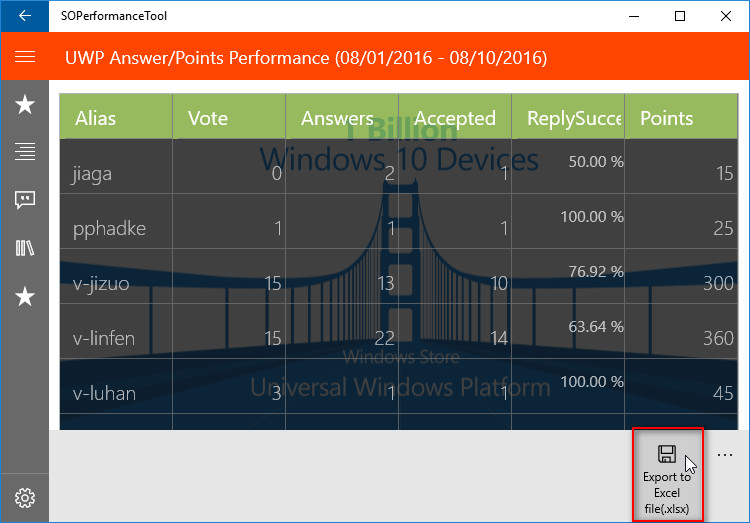 SOPerformanceTool
UWP Answer/Points Performance (08/01/2016 - 08/10/2016)
Alias Vote Answers Accepted ReplySucce Points
1 Billion
Windows 10 Devices
jiaga 0 2 1 50.00 % 15
pphadke 1 1 1 100.00 % 25
v-jizuo 15 13 10 76.92 % 300
v-linfen 15 22 14 63.64 % 360
Windows Store
Universal Windows Platform
v-luhan 3 1 1 100.00 % 45
Export to
Excel
file(.xlsx)